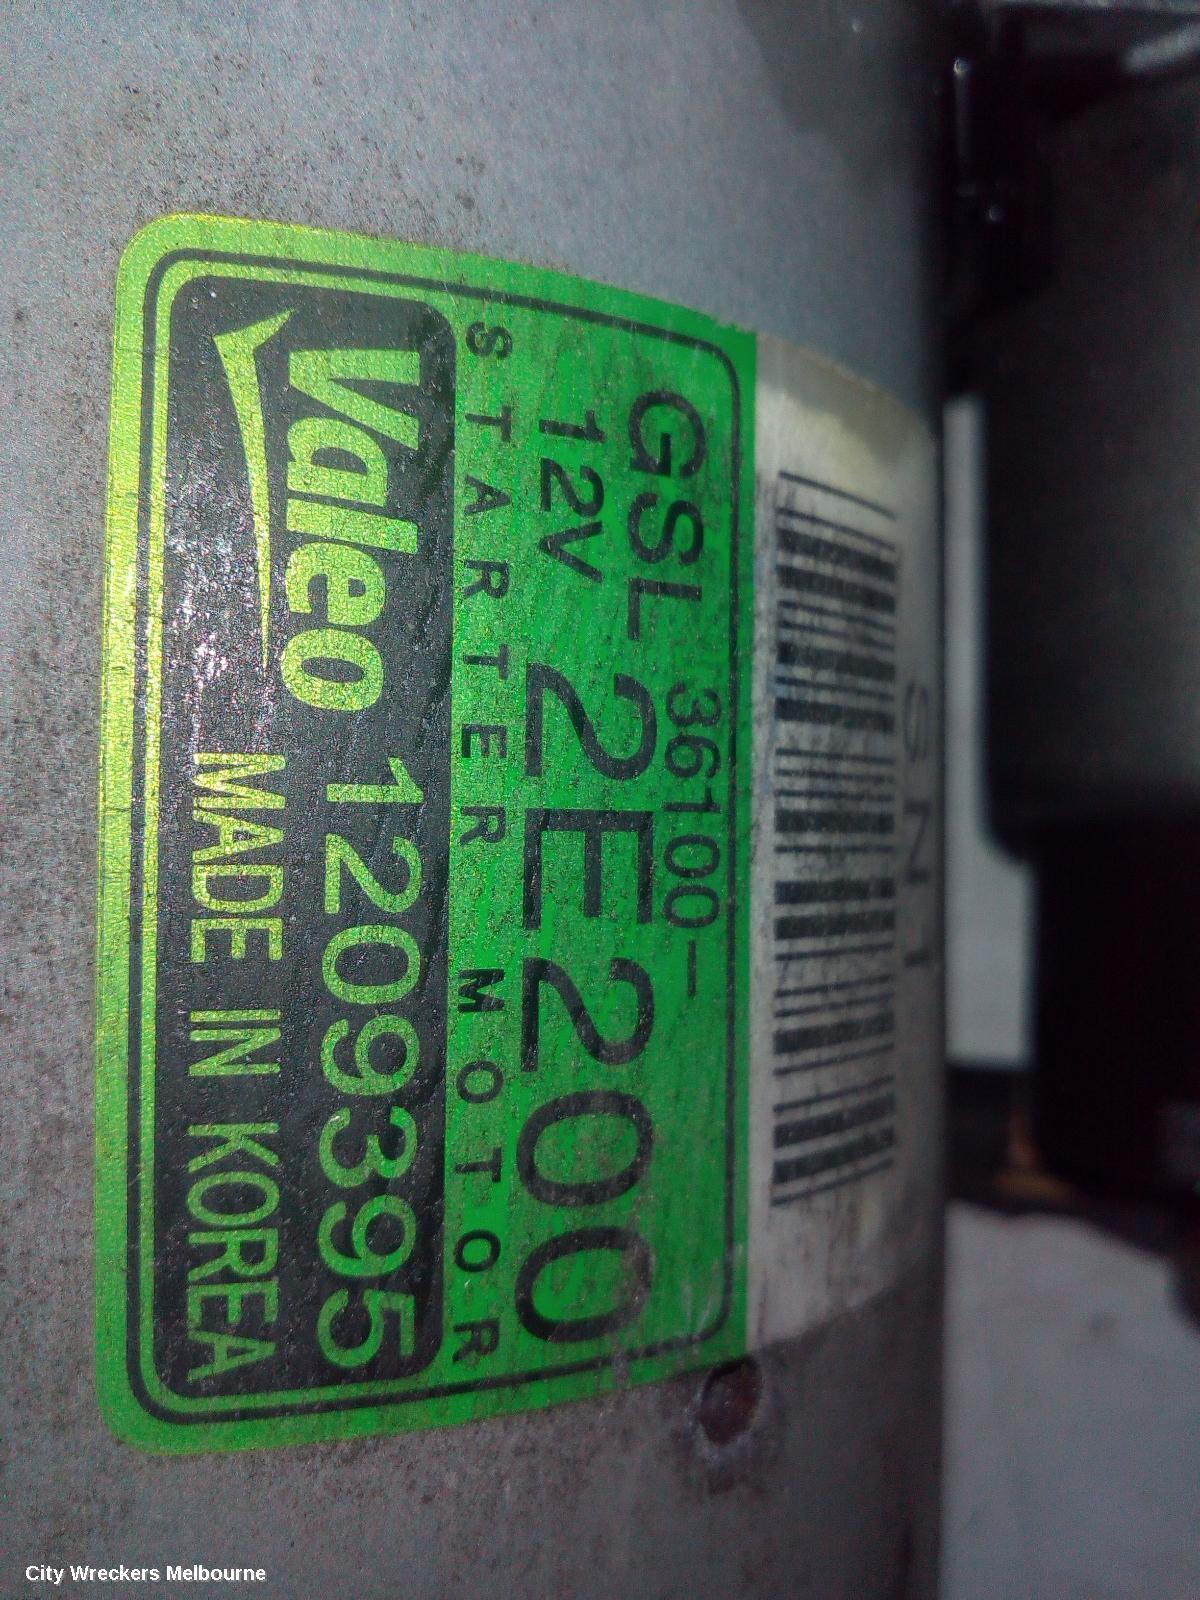 36100-
GSL-2E200
12V
STARTER MOTOR
Valeo 1209395
MADE IN KOREA
City Wreckers Melbourne